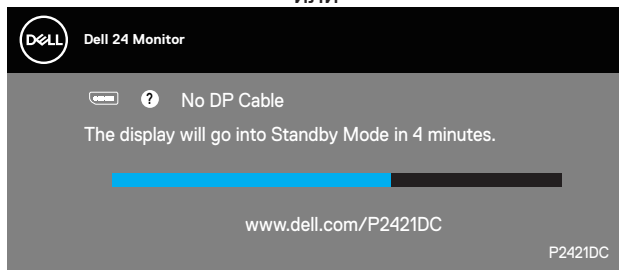 или
DELL Dell 24 Monitor
? No DP Cable
The display will go into Standby Mode in 4 minutes.
www.dell.com/P2421DC
P2421DC